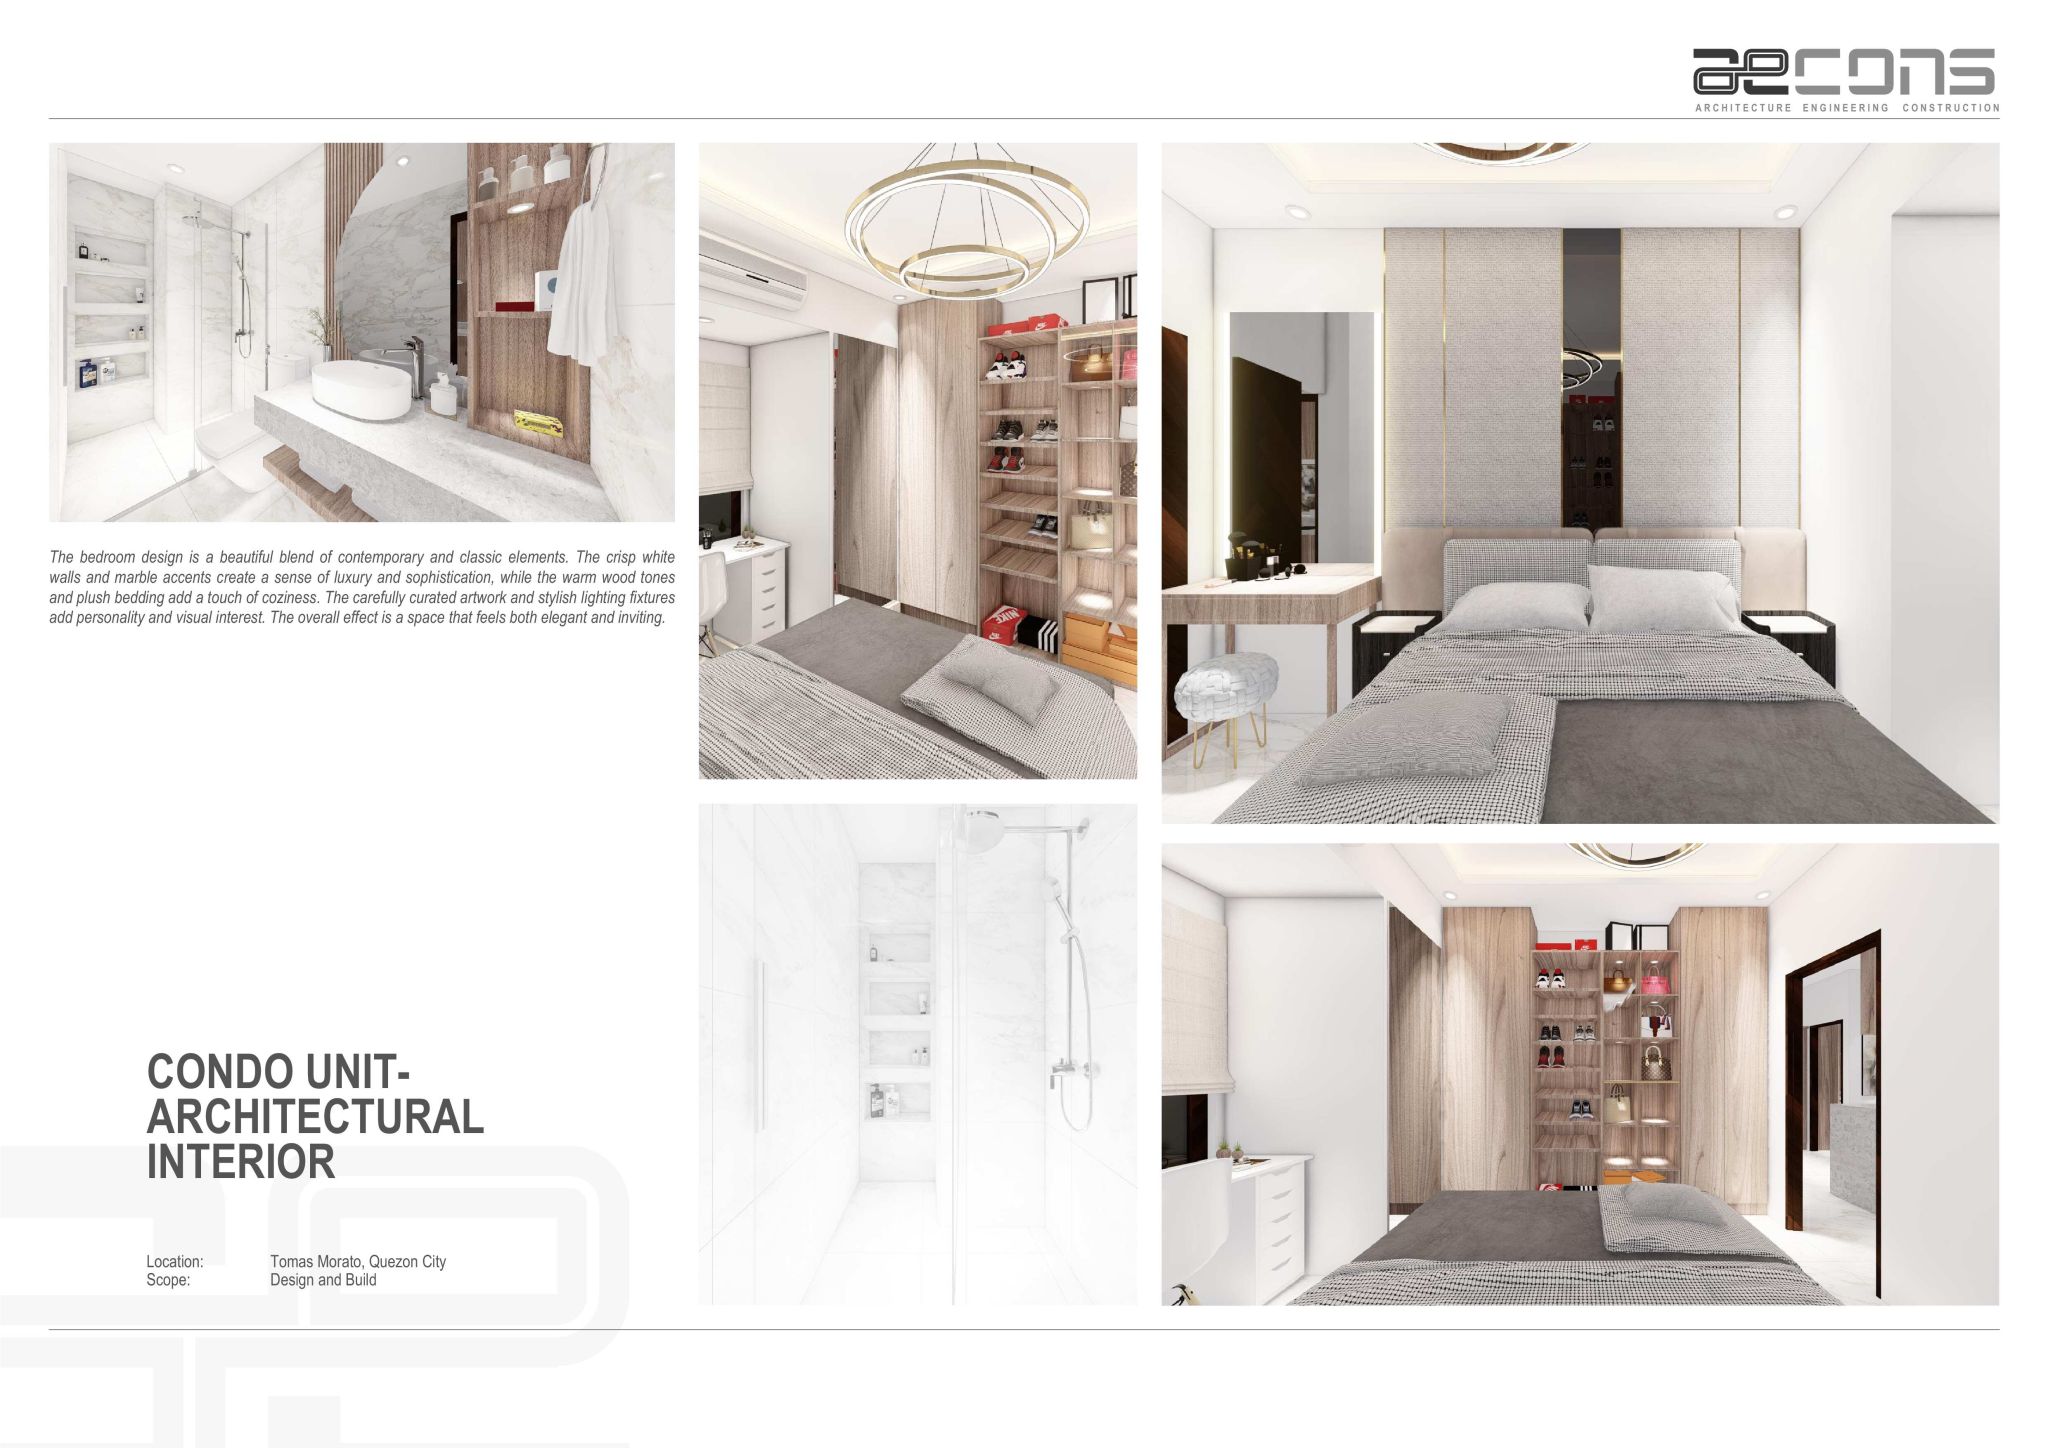 aecons
ARCHITECTURE ENGINEERING CONSTRUCTION
The bedroom design is a beautiful blend of contemporary and classic elements. The crisp white
walls and marble accents create a sense of luxury and sophistication, while the warm wood tones
and plush bedding add a touch of coziness. The carefully curated artwork and stylish lighting fixtures
add personality and visual interest. The overall effect is a space that feels both elegant and inviting.
NIKE
CONDO UNIT-
ARCHITECTURAL
INTERIOR
Location: Tomas Morato, Quezon City
Scope: Design and Build